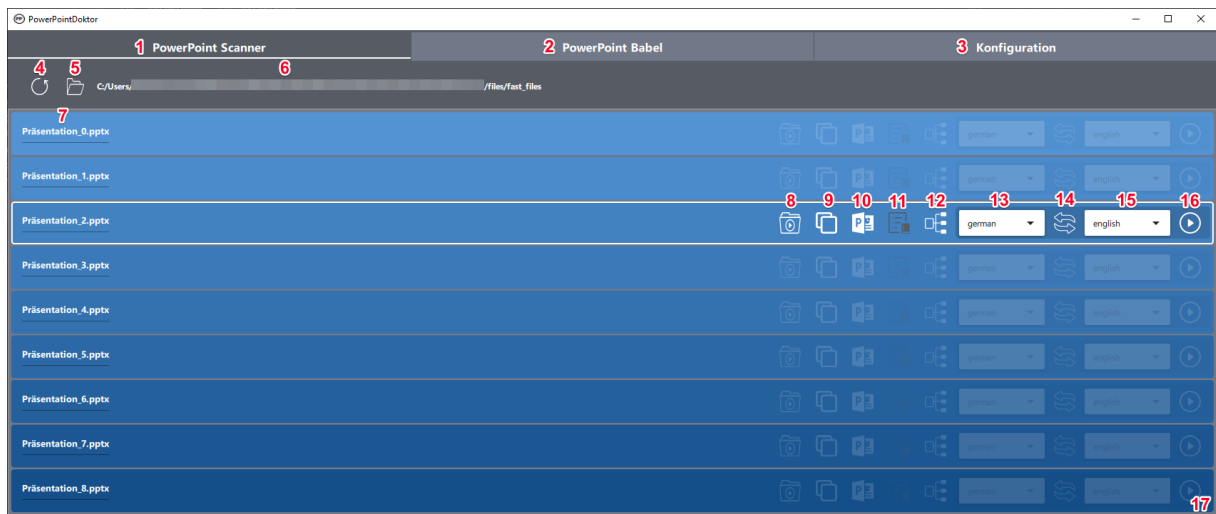 PowerPointDoktor
1 PowerPoint Scanner 2 PowerPoint Babel 3 Konfiguration
4 5 6
C:/Users/ /files/fast_files
7
Präsentation_0.pptx german english
Präsentation_1.pptx german english
8 9 10 11 12 13 14 15 16
Präsentation_2.pptx german english
Präsentation_3.pptx german english
Präsentation_4.pptx german english
Präsentation_5.pptx german english
Präsentation_6.pptx german english
Präsentation_7.pptx german english
Präsentation_8.pptx german english
17